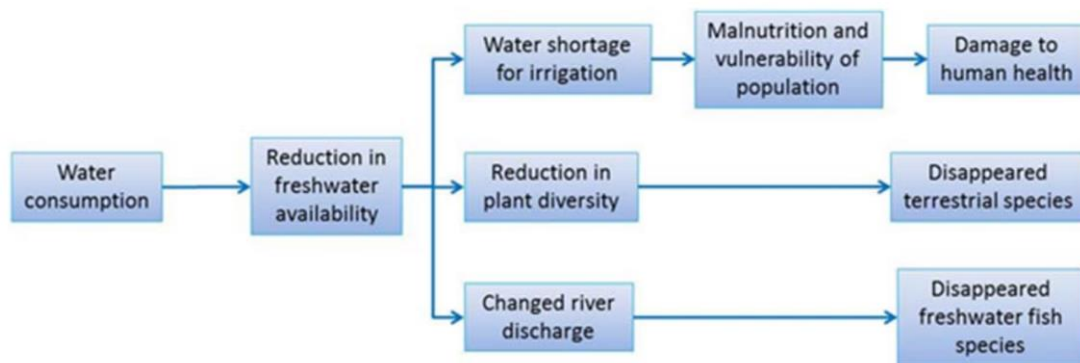 Water
consumption
Reduction in
freshwater
availability
Water shortage
for irrigation
Malnutrition and
vulnerability of
population
Damage to
human health
Reduction in
plant diversity
Disappeared
terrestrial species
Changed river
discharge
Disappeared
freshwater fish
species